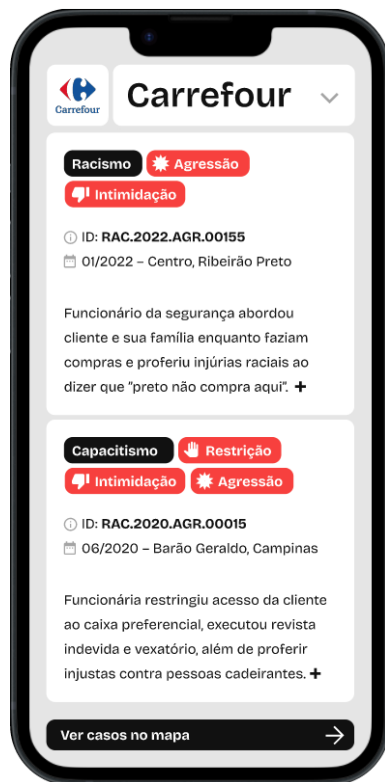 Carrefour
Carrefour
Racismo
Agressão
Intimidação
ID: RAC.2022.AGR.00155
01/2022 – Centro, Ribeirão Preto
Funcionário da segurança abordou
cliente e sua família enquanto faziam
compras e proferiu injúrias raciais ao
dizer que “preto não compra aqui”. +
Capacitismo
Restrição
Intimidação
Agressão
ID: RAC.2020.AGR.00015
06/2020 – Barão Geraldo, Campinas
Funcionária restringiu acesso da cliente
ao caixa preferencial, executou revista
indevida e vexatório, além de proferir
injustas contra pessoas cadeirantes. +
Ver casos no mapa